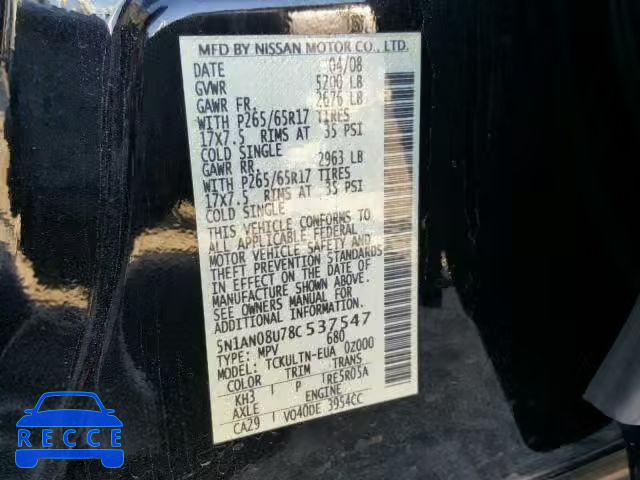 MFD BY NISSAN MOTOR CO., LTD.
DATE 04/08
GVWR 5700 LB
GAWR FR. 2676 LB
WITH P265/65R17 TIRES
17X7.5 RIMS AT 35 PSI
COLD SINGLE
GAWR RR. 2963 LB
WITH P265/65R17 TIRES
17X7.5 RIMS AT 35 PSI
COLD SINGLE
THIS VEHICLE CONFORMS TO
ALL APPLICABLE FEDERAL
MOTOR VEHICLE SAFETY AND
THEFT PREVENTION STANDARDS
IN EFFECT ON THE DATE OF
MANUFACTURE SHOWN ABOVE.
SEE OWNERS MANUAL FOR
ADDITIONAL INFORMATION.
5N1AN08U78C537547
TYPE: MPV 680
MODEL: TCKULTN-EUA 0Z000
COLOR TRIM TRANS
KH3 P TRE5R05A
AXLE ENGINE
CA29 VQ40DE 3954CC
RECCE